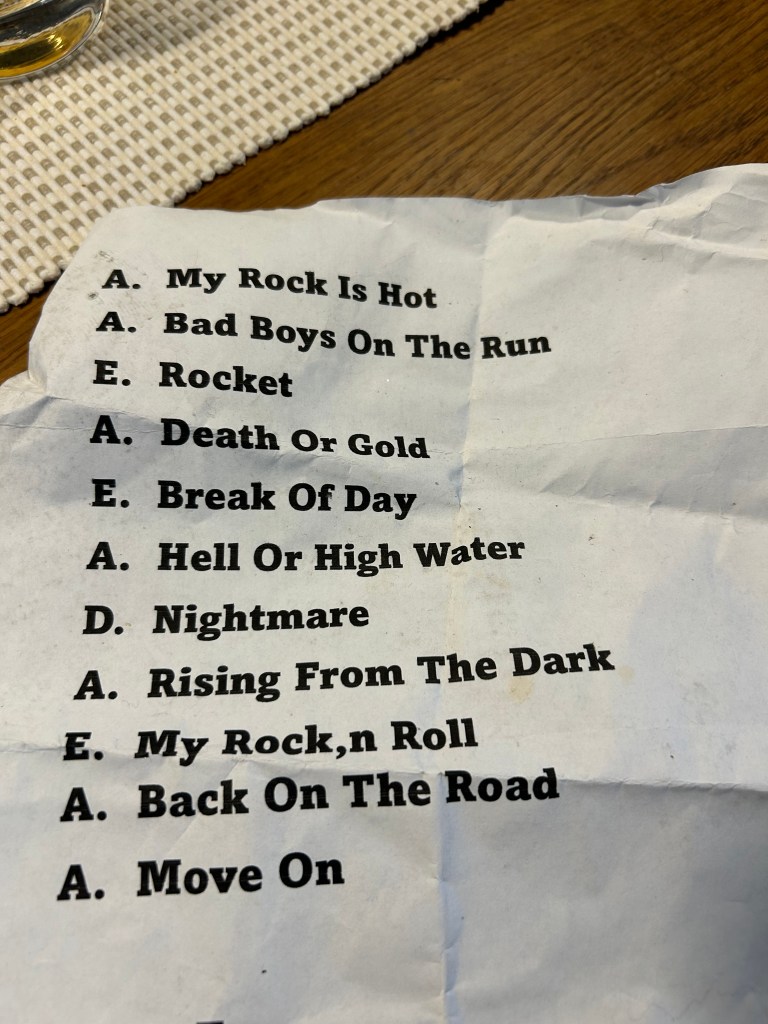 A. My Rock Is Hot
A. Bad Boys On The Run
E. Rocket
A. Death Or Gold
E. Break Of Day
A. Hell Or High Water
D. Nightmare
A. Rising From The Dark
E. My Rock,n Roll
A. Back On The Road
A. Move On